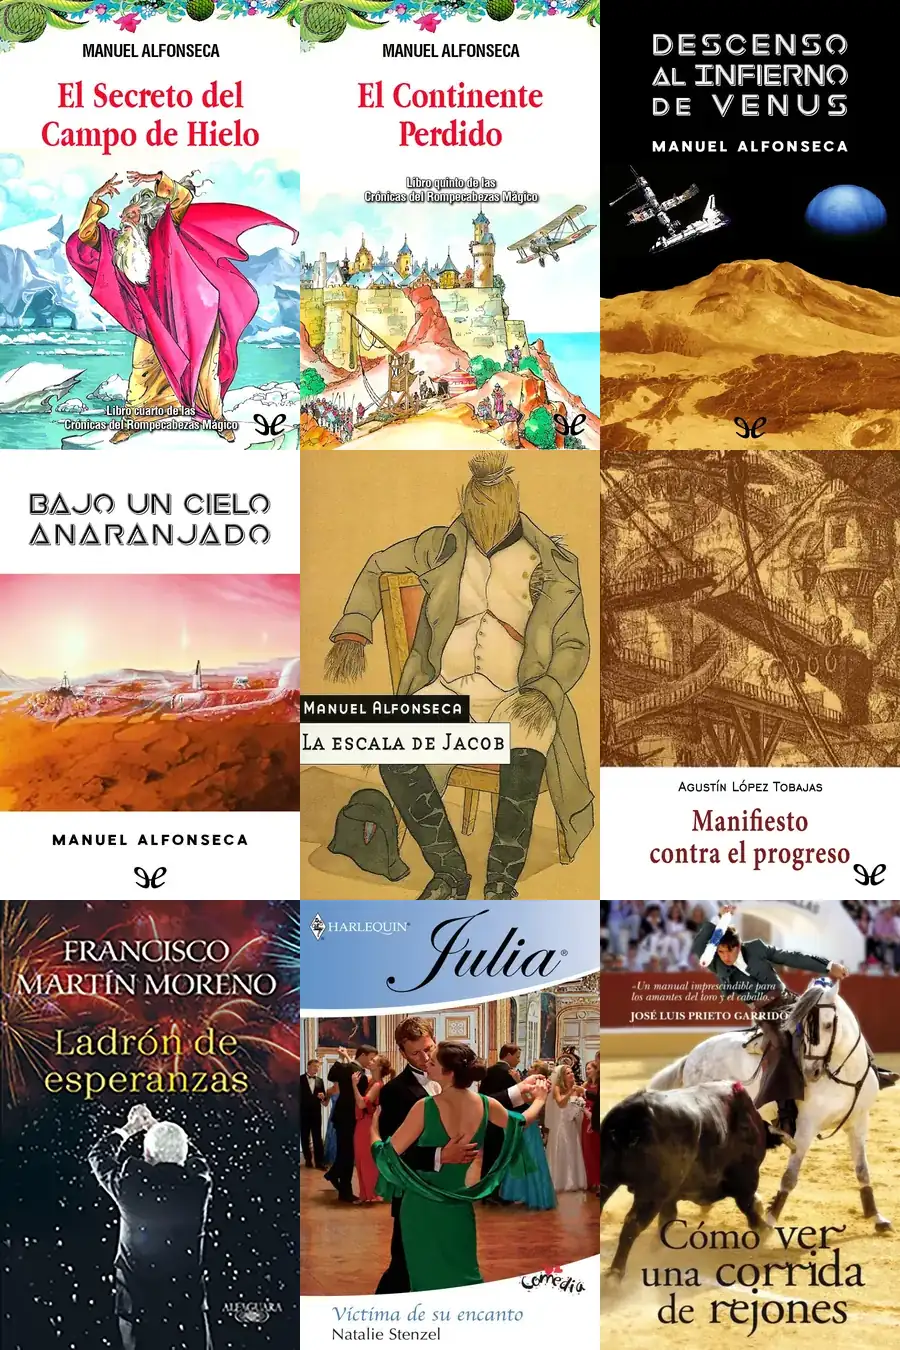 MANUEL ALFONSECA
El Secreto del
Campo de Hielo
Libro cuarto de las
Crónicas del Rompecabezas Mágico
MANUEL ALFONSECA
El Continente
Perdido
Libro quinto de las
Crónicas del Rompecabezas Mágico
DESCENSO
AL INFIERNO
DE VENUS
MANUEL ALFONSECA
BAJO UN CIELO
ANARANJADO
MANUEL ALFONSECA
MANUEL ALFONSECA
LA ESCALA DE JACOB
AGUSTÍN LÓPEZ TOBAJAS
Manifiesto
contra el progreso
FRANCISCO
MARTÍN MORENO
Ladrón de
esperanzas
ALFAGUARA
HARLEQUIN™
Julia®
Comedia
Víctima de su encanto
Natalie Stenzel
«Un manual imprescindible para
los amantes del toro y el caballo.»
JOSÉ LUIS PRIETO GARRIDO
Cómo ver
una corrida
de rejones